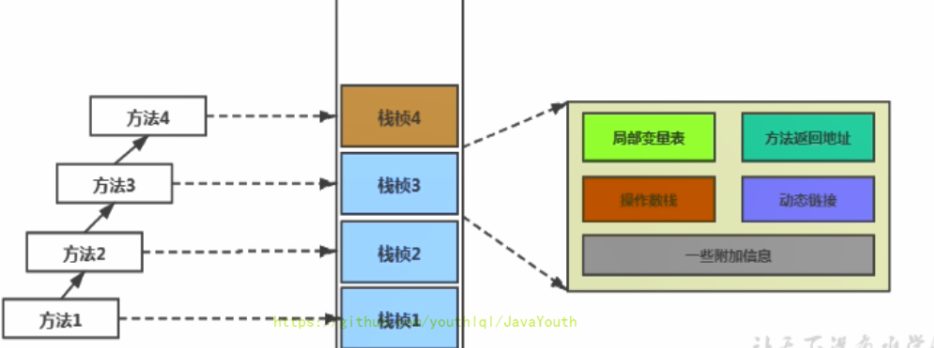 方法4
栈桢4
局部变量表
方法返回地址
方法3
栈桢3
操作数栈
动态链接
方法2
栈桢2
一些附加信息
方法1
栈桢1
https://github.com/youthlql/JavaYouth